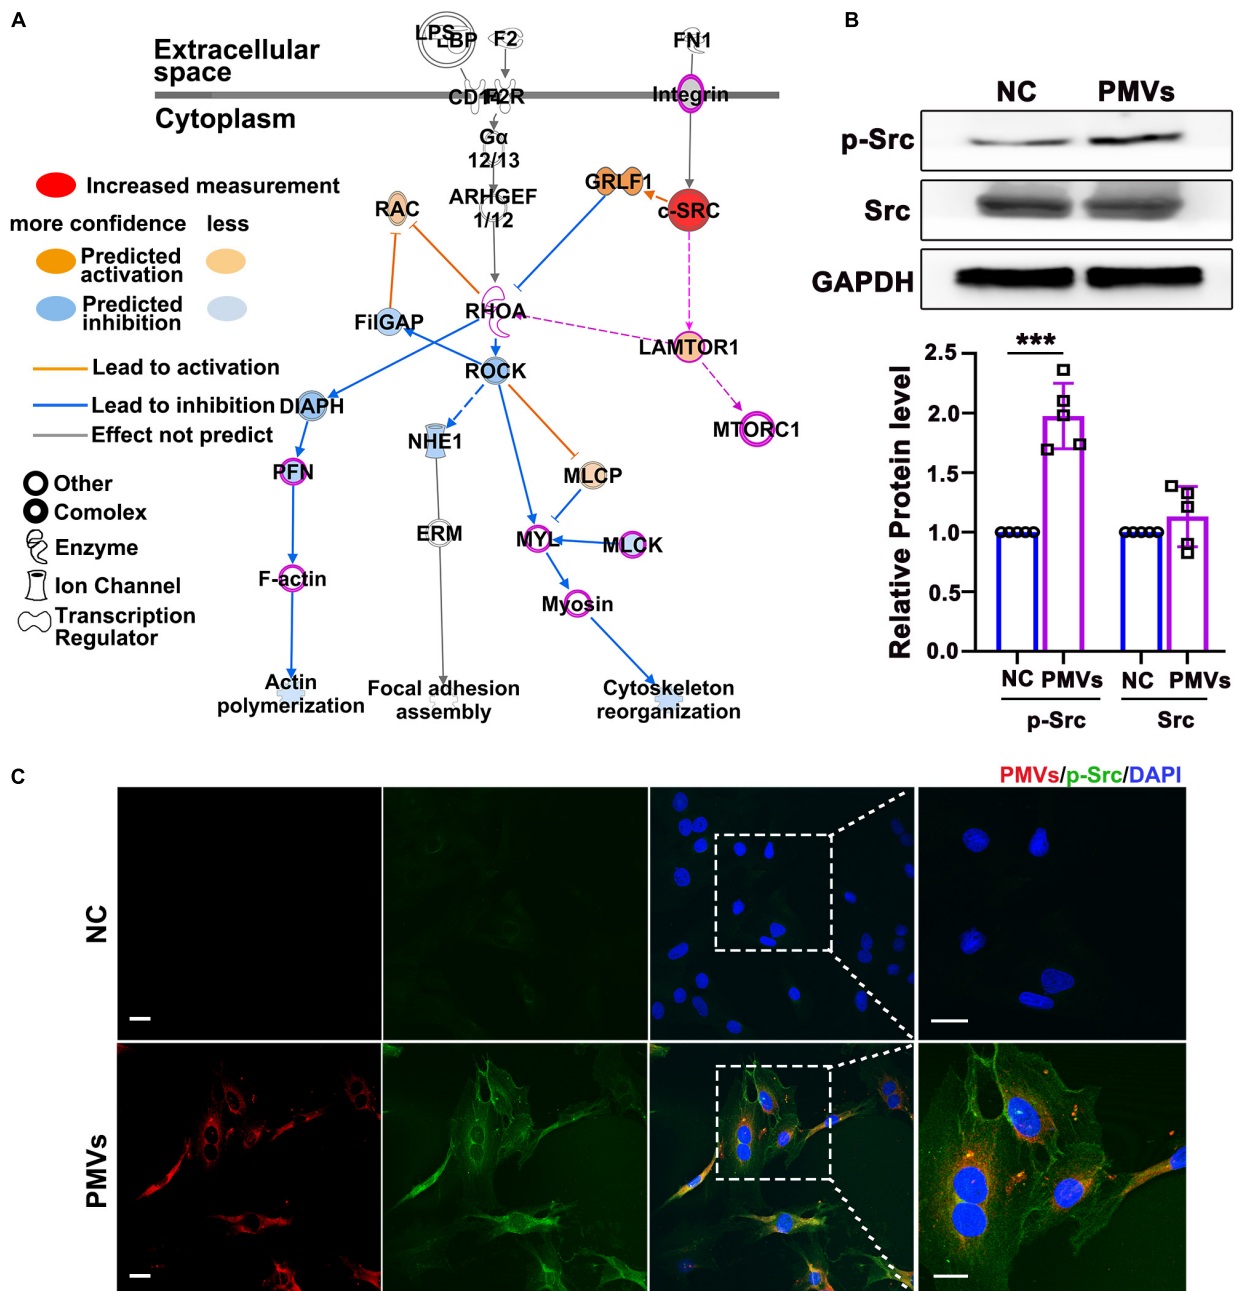 A
Extracellular
space
Cytoplasm
LPS
LBP
F2
FN1
CD14
F2R
Integrin
Gα
12/13
ARHGEF
1/12
GRLF1
c-SRC
RAC
RHOA
FilGAP
ROCK
LAMTOR1
DIAPH
NHE1
MTORC1
PFN
MLCP
ERM
MYL
MLCK
F-actin
Myosin
Actin
polymerization
Focal adhesion
assembly
Cytoskeleton
reorganization
Increased measurement
more confidence less
Predicted
activation
Predicted
inhibition
Lead to activation
Lead to inhibition
Effect not predict
Other
Comolex
Enzyme
Ion Channel
Transcription
Regulator
B
NC PMVs
p-Src
Src
GAPDH
Relative Protein level
2.5
2.0
1.5
1.0
0.5
0.0
***
NC PMVs NC PMVs
p-Src Src
C
PMVs/p-Src/DAPI
NC
PMVs